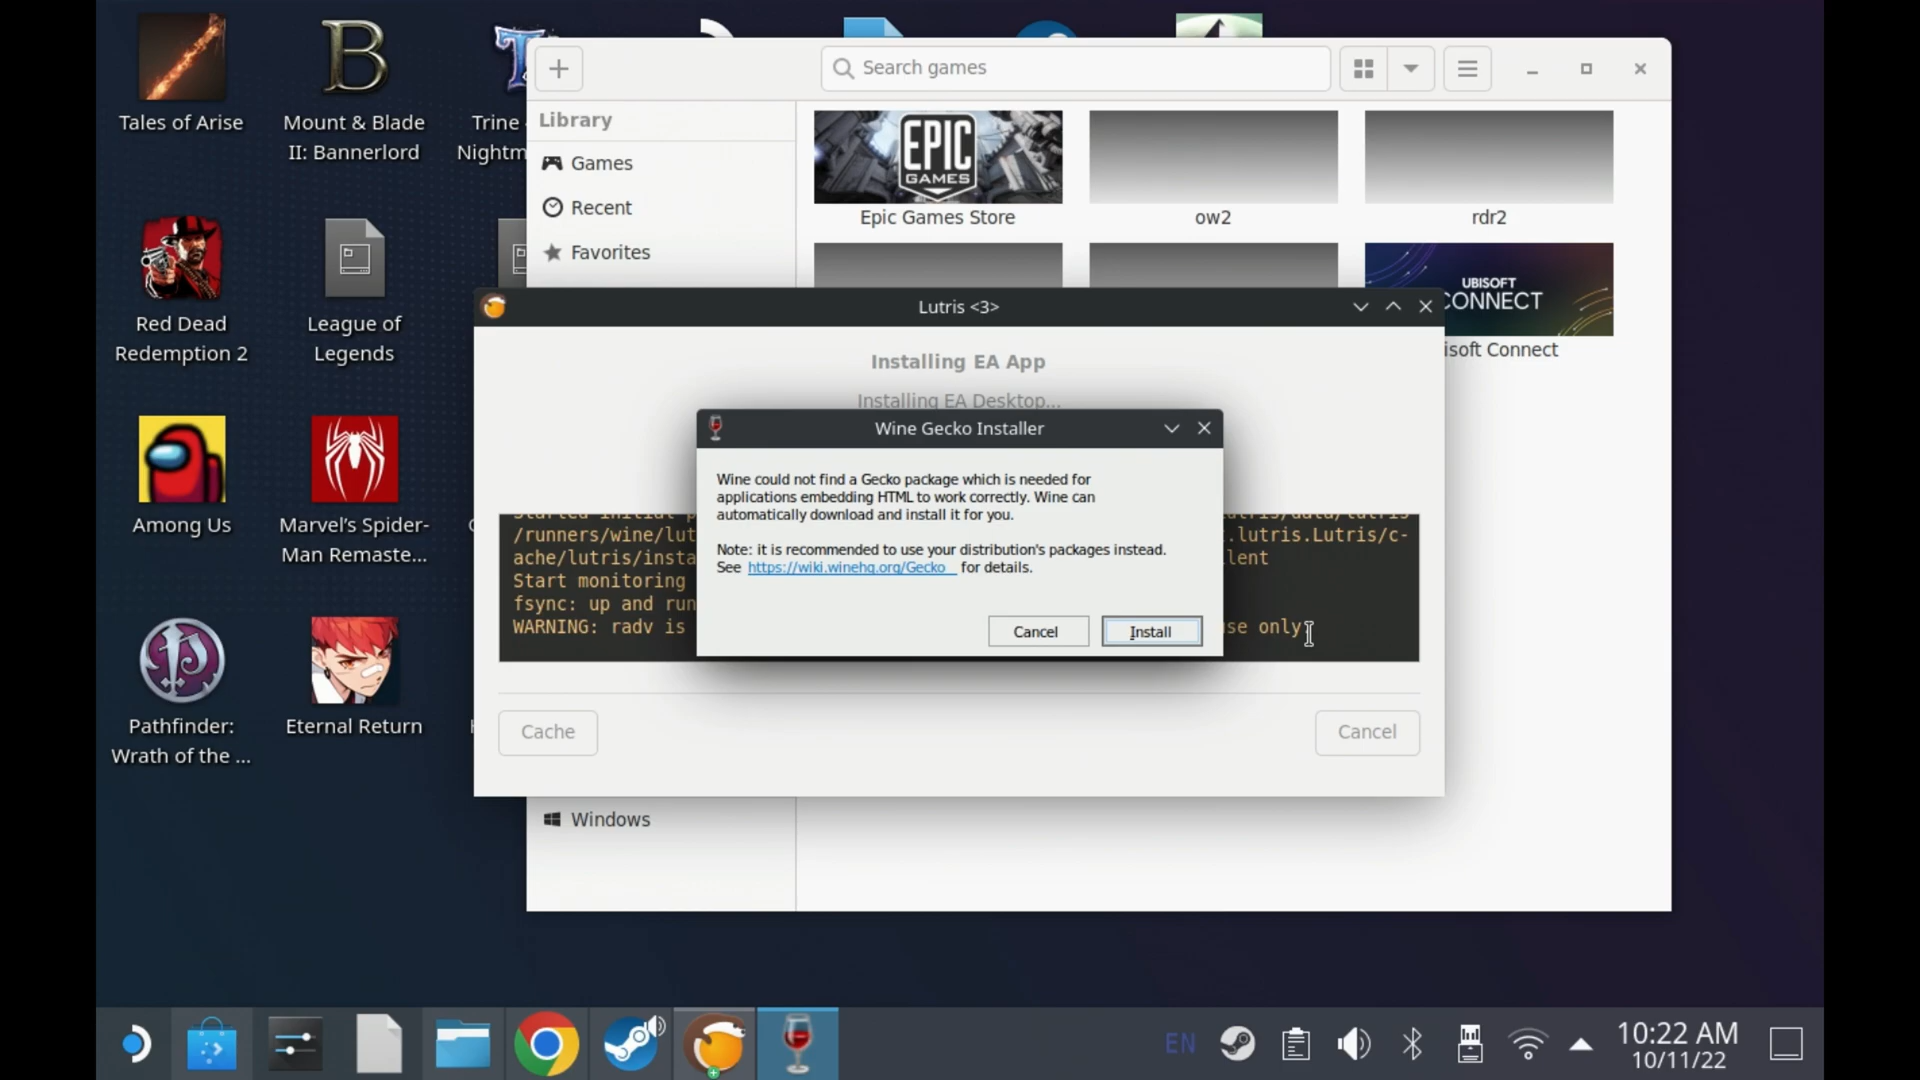 Tales of Arise
Mount & Blade
II: Bannerlord
Trine
Nightm
Red Dead
Redemption 2
League of
Legends
Among Us
Marvel's Spider-
Man Remaste...
Pathfinder:
Wrath of the ...
Eternal Return
Search games
Library
Games
Recent
Favorites
Windows
EPIC
GAMES
Epic Games Store
ow2
rdr2
UBISOFT
CONNECT
isoft Connect
Lutris <3>
Installing EA App
Installing EA Desktop...
/runners/wine/lut
.lutris.Lutris/c-
ache/lutris/insta
lent
Start monitoring
fsync: up and run
WARNING: radv is
se only
Cache
Cancel
Wine Gecko Installer
Wine could not find a Gecko package which is needed for
applications embedding HTML to work correctly. Wine can
automatically download and install it for you.
Note: it is recommended to use your distribution's packages instead.
See https://wiki.winehq.org/Gecko for details.
Cancel
Install
EN
10:22 AM
10/11/22